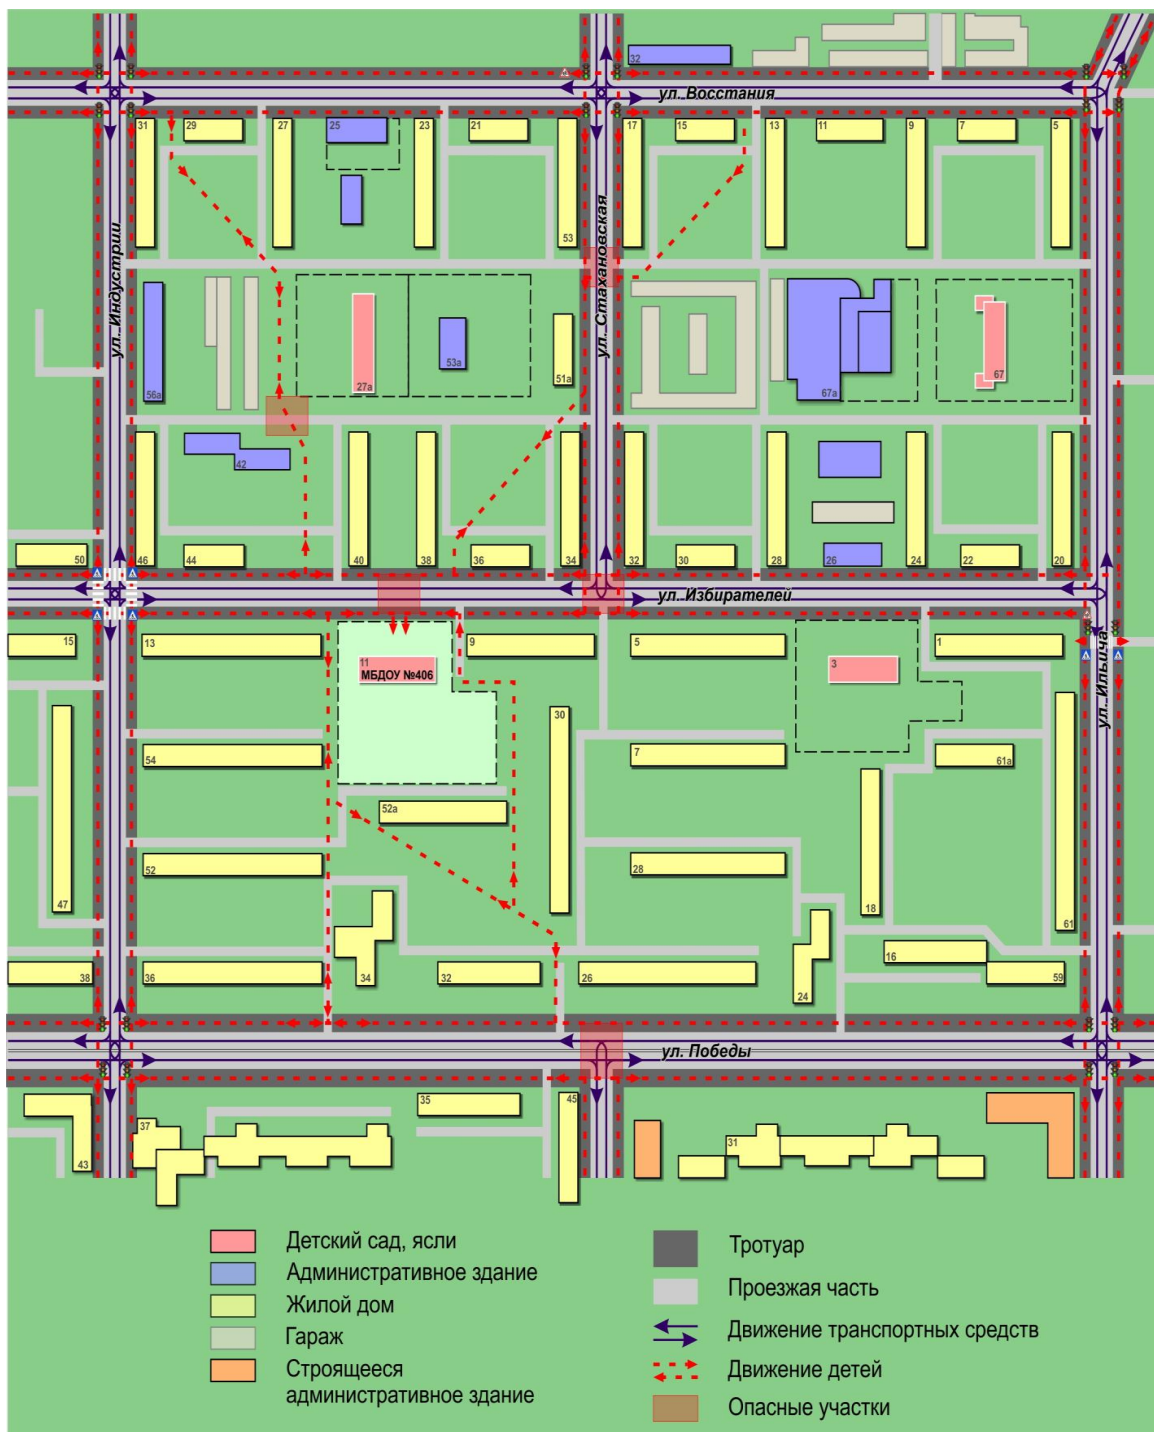 32
ул. Восстания
31
29
27
25
23
21
17
15
13
11
9
7
5
53
ул. Индустрии
ул. Стахановская
56а
27а
53а
51а
67а
67
42
50
46
44
40
38
36
34
32
30
28
26
24
22
20
ул. Избирателей
15
13
11
МБДОУ №406
9
5
3
1
ул. Ильича
30
54
7
61а
52а
52
28
47
18
61
34
16
38
36
32
26
24
59
ул. Победы
35
45
37
43
31
Детский сад, ясли
Административное здание
Жилой дом
Гараж
Строящееся
административное здание
Тротуар
Проезжая часть
Движение транспортных средств
Движение детей
Опасные участки